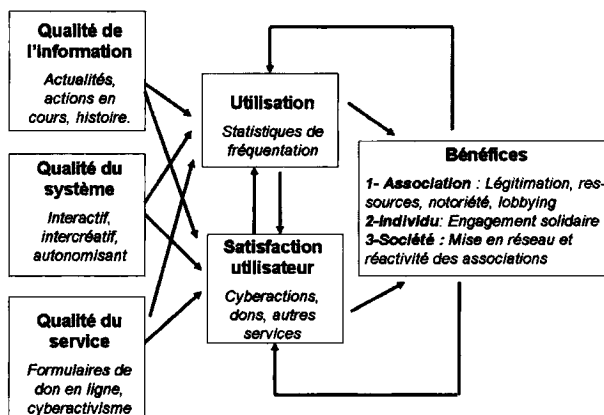 Qualité de
l'information
Actualités,
actions en
cours, histoire.
Qualité du
système
Interactif,
intercréatif,
autonomisant
Qualité du
service
Formulaires de
don en ligne,
cyberactivisme
Utilisation
Statistiques de
fréquentation
Satisfaction
utilisateur
Cyberactions,
dons, autres
services
Bénéfices
1- Association : Légitimation, res-
sources, notoriété, lobbying
2-Individu: Engagement solidaire
3-Société : Mise en réseau et
réactivité des associations